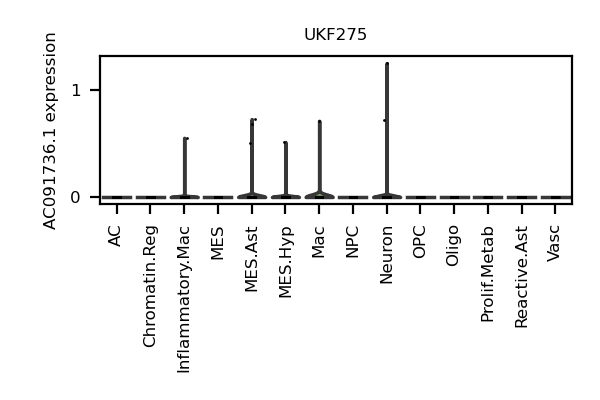 UKF275
AC091736.1 expression
1
0
AC
Chromatin.Reg
Inflammatory.Mac
MES
MES.Ast
MES.Hyp
Mac
NPC
Neuron
OPC
Oligo
Prolif.Metab
Reactive.Ast
Vasc